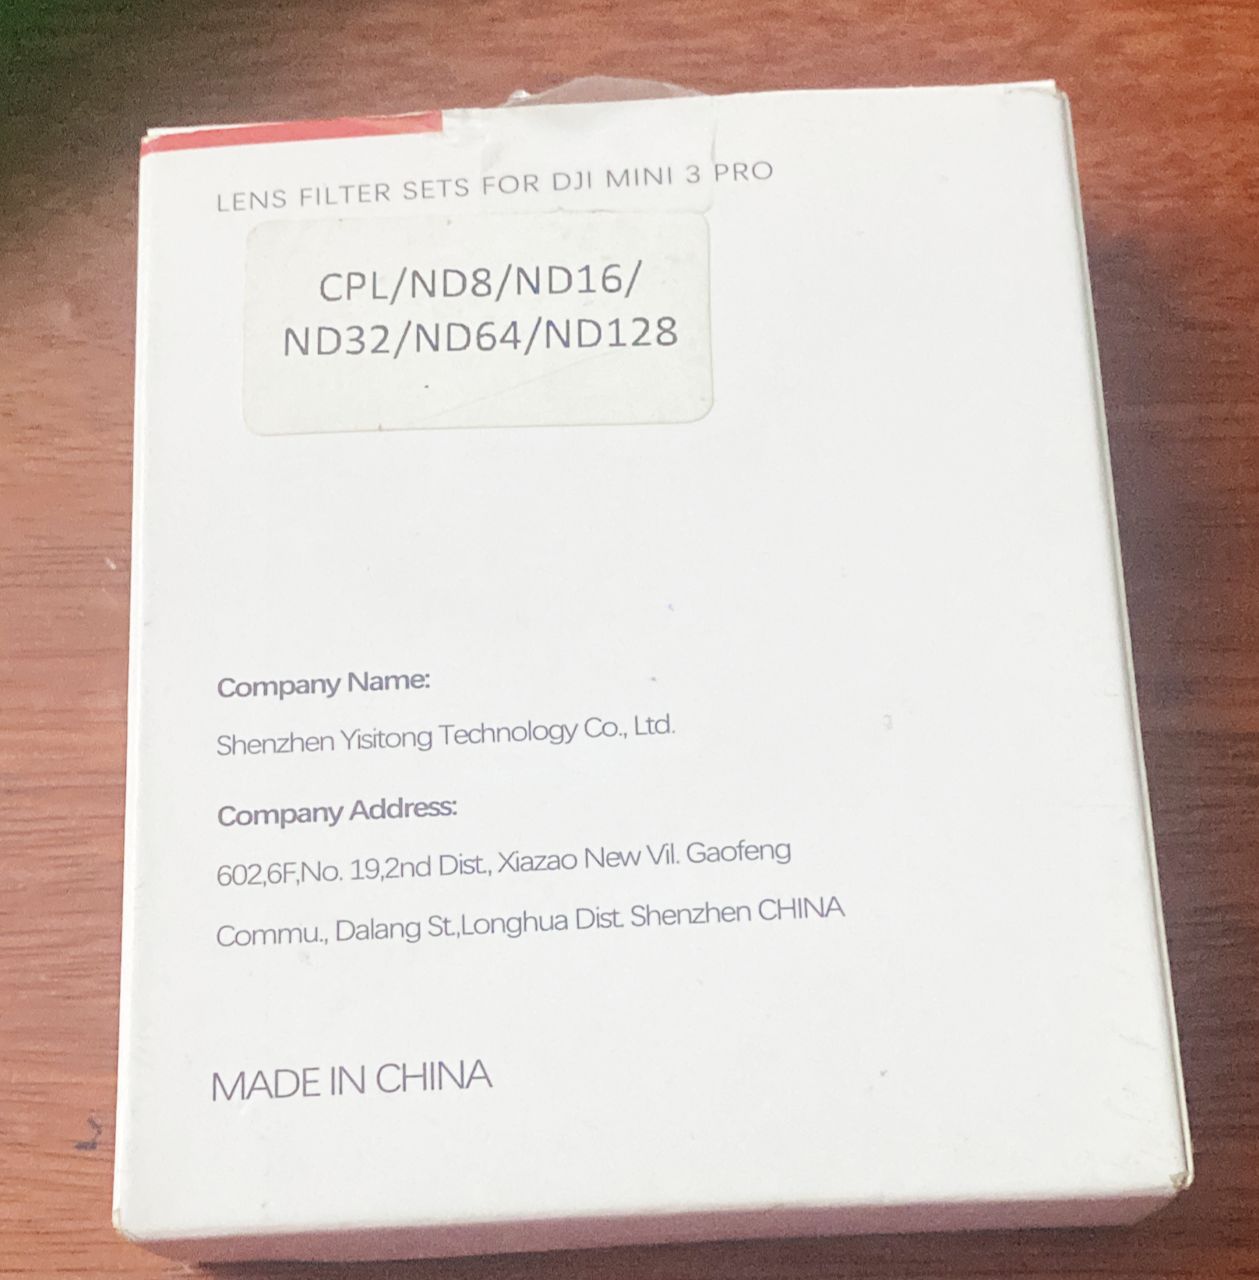 LENS FILTER SETS FOR DJI MINI 3 PRO
CPL/ND8/ND16/
ND32/ND64/ND128
Company Name:
Shenzhen Yisitong Technology Co., Ltd.
Company Address:
602,6F,No. 19,2nd Dist., Xiazao New Vil. Gaofeng
Commu., Dalang St.,Longhua Dist. Shenzhen CHINA
MADE IN CHINA